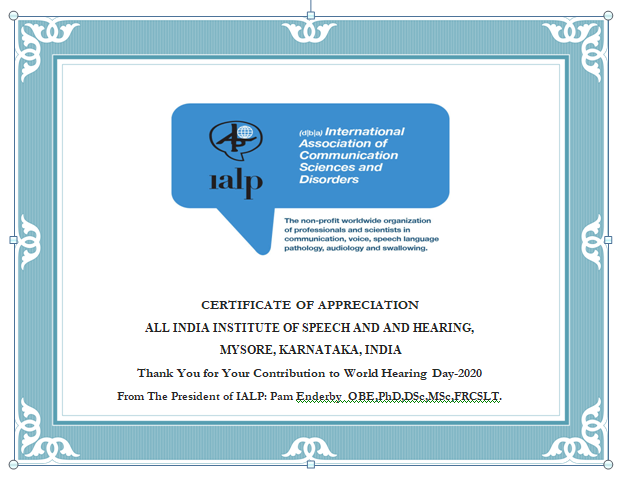 (d|b|a) International
Association of
Communication
Sciences and
Disorders
ialp
The non-profit worldwide organization
of professionals and scientists in
communication, voice, speech language
pathology, audiology and swallowing.
CERTIFICATE OF APPRECIATION
ALL INDIA INSTITUTE OF SPEECH AND AND HEARING,
MYSORE, KARNATAKA, INDIA
Thank You for Your Contribution to World Hearing Day-2020
From The President of IALP: Pam Enderby OBE,PhD,DSc,MSc,FRCSLT.